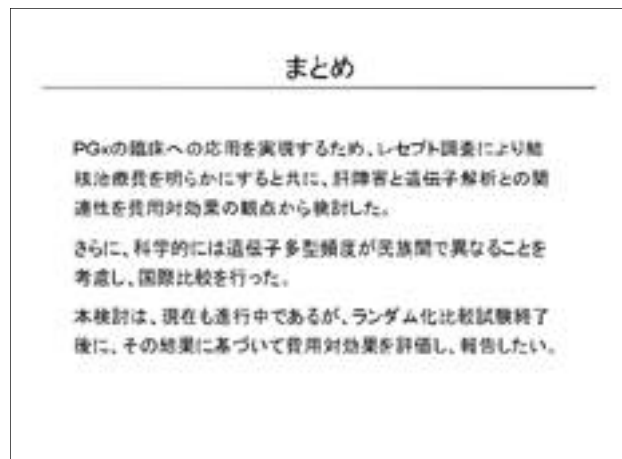 まとめ
PGxの臨床への応用を実現するため、レセプト調査により結
核治療費を明らかにすると共に、肝障害と遺伝子解析との関
連性を費用対効果の観点から検討した。
さらに、科学的には遺伝子多型頻度が民族間で異なることを
考慮し、国際比較を行った。
本検討は、現在も進行中であるが、ランダム化比較試験終了
後に、その結果に基づいて費用対効果を評価し、報告したい。